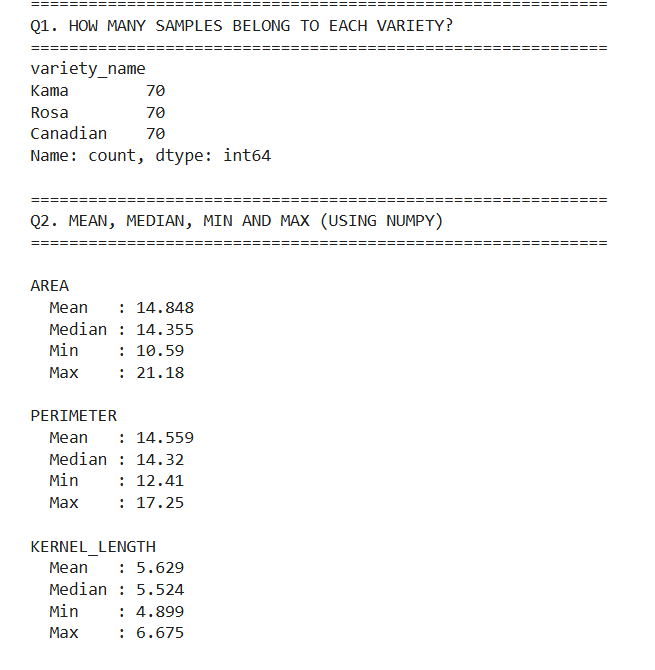 ============================================================
Q1. HOW MANY SAMPLES BELONG TO EACH VARIETY?
============================================================
variety_name
Kama        70
Rosa        70
Canadian    70
Name: count, dtype: int64

============================================================
Q2. MEAN, MEDIAN, MIN AND MAX (USING NUMPY)
============================================================

AREA
  Mean   : 14.848
  Median : 14.355
  Min    : 10.59
  Max    : 21.18

PERIMETER
  Mean   : 14.559
  Median : 14.32
  Min    : 12.41
  Max    : 17.25

KERNEL_LENGTH
  Mean   : 5.629
  Median : 5.524
  Min    : 4.899
  Max    : 6.675